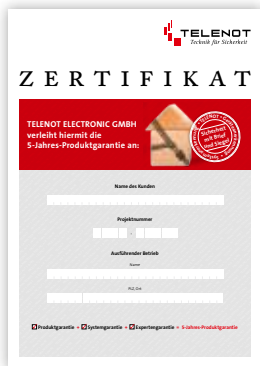 TELENOT
Technik für Sicherheit
ZERTIFIKAT
TELENOT ELECTRONIC GMBH
verleiht hiermit die
5-Jahres-Produktgarantie an:
Gesichert
mit Brief
und Siegel
Name des Kunden
Projektnummer
-
Ausführender Betrieb
Name
PLZ, Ort
Produktgarantie + Systemgarantie + Expertengarantie = 5-Jahres-Produktgarantie